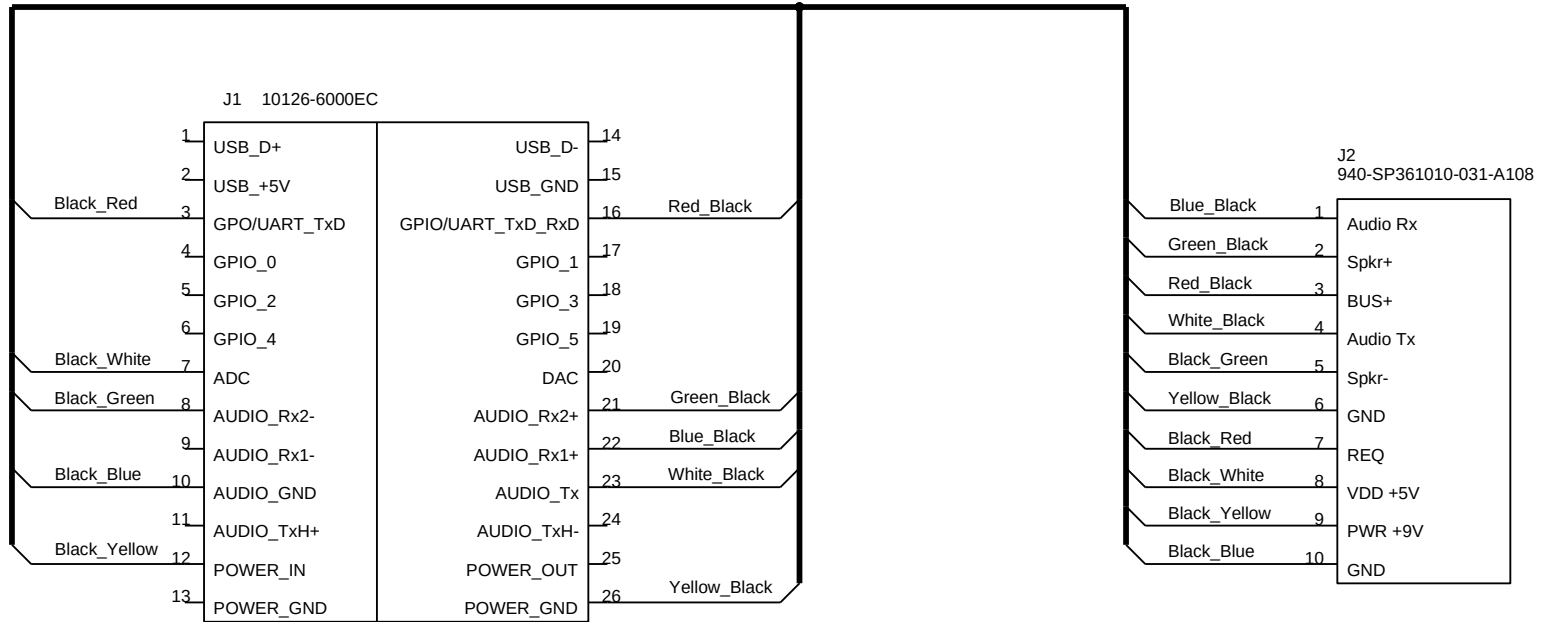 J1 10126-6000EC
1 USB_D+ USB_D- 14
2 USB_+5V USB_GND 15
Black_Red 3 GPO/UART_TxD GPIO/UART_TxD_RxD 16 Red_Black
4 GPIO_0 GPIO_1 17
5 GPIO_2 GPIO_3 18
6 GPIO_4 GPIO_5 19
Black_White 7 ADC DAC 20
Black_Green 8 AUDIO_Rx2- AUDIO_Rx2+ 21 Green_Black
9 AUDIO_Rx1- AUDIO_Rx1+ 22 Blue_Black
Black_Blue 10 AUDIO_GND AUDIO_Tx 23 White_Black
11 AUDIO_TxH+ AUDIO_TxH- 24
Black_Yellow 12 POWER_IN POWER_OUT 25
13 POWER_GND POWER_GND 26 Yellow_Black
J2
940-SP361010-031-A108
Blue_Black 1 Audio Rx
Green_Black 2 Spkr+
Red_Black 3 BUS+
White_Black 4 Audio Tx
Black_Green 5 Spkr-
Yellow_Black 6 GND
Black_Red 7 REQ
Black_White 8 VDD +5V
Black_Yellow 9 PWR +9V
Black_Blue 10 GND